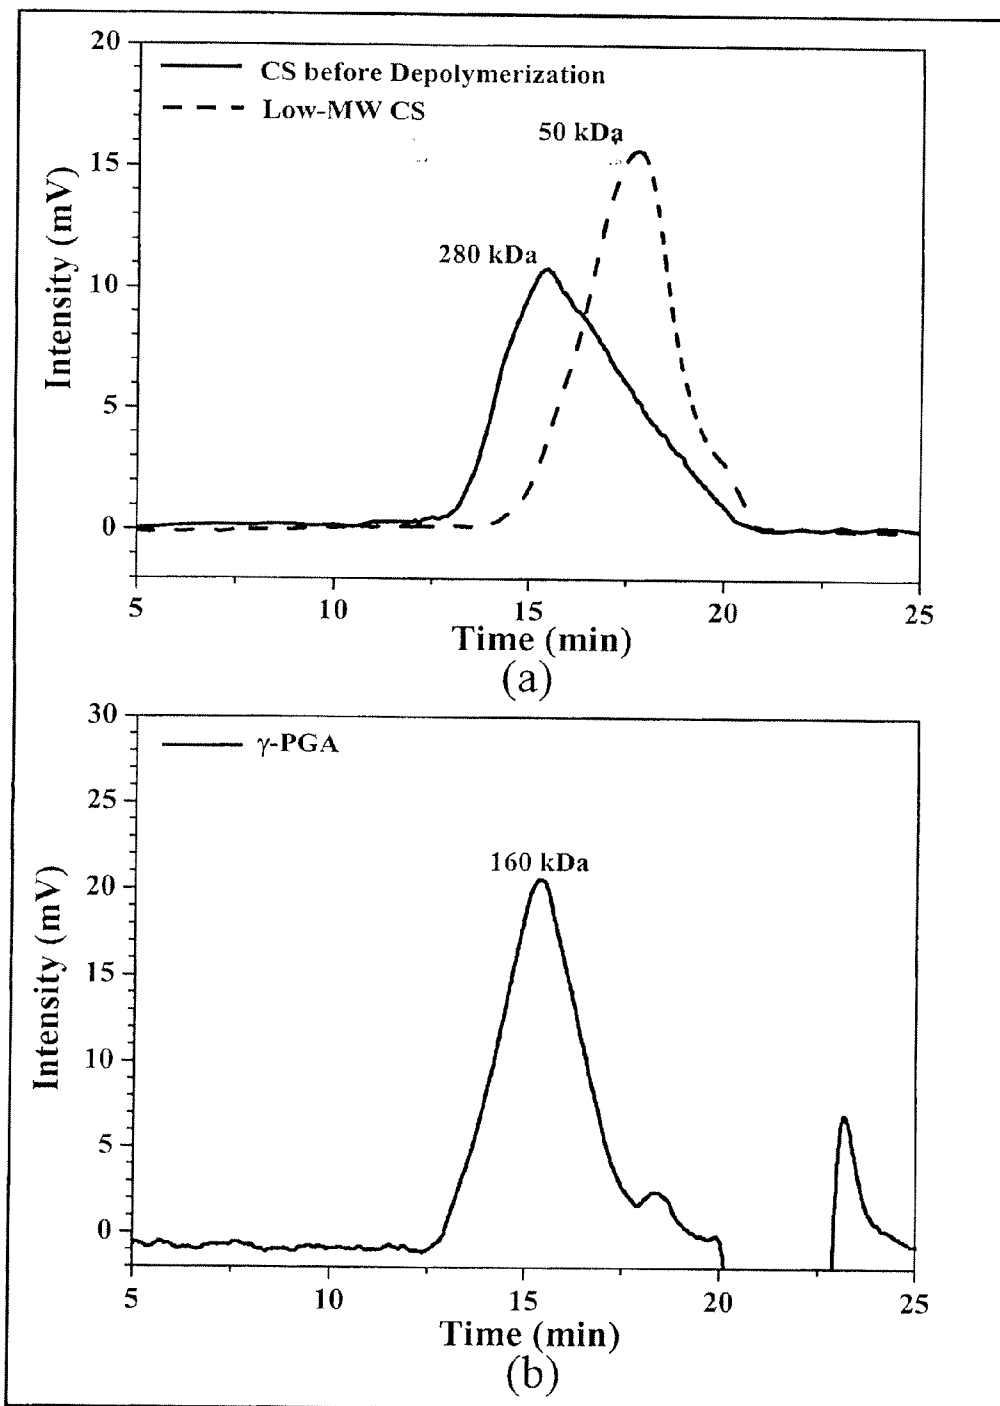 20
CS before Depolymerization
Low-MW CS
50 kDa
15
280 kDa
10
5
0
Intensity (mV)
5 10 15 20 25
Time (min)
(a)
30
γ-PGA
25
160 kDa
20
15
10
5
0
Intensity (mV)
5 10 15 20 25
Time (min)
(b)